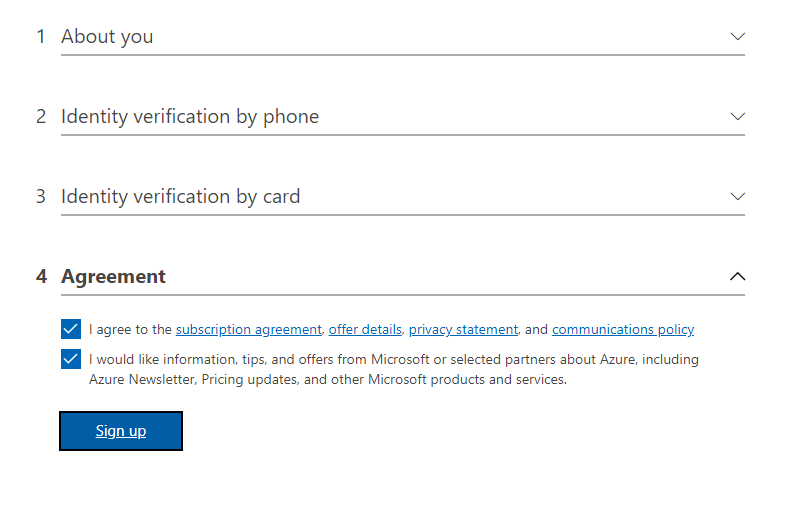 1 About you
2 Identity verification by phone
3 Identity verification by card
4 Agreement
I agree to the subscription agreement, offer details, privacy statement, and communications policy
I would like information, tips, and offers from Microsoft or selected partners about Azure, including
Azure Newsletter, Pricing updates, and other Microsoft products and services.
Sign up